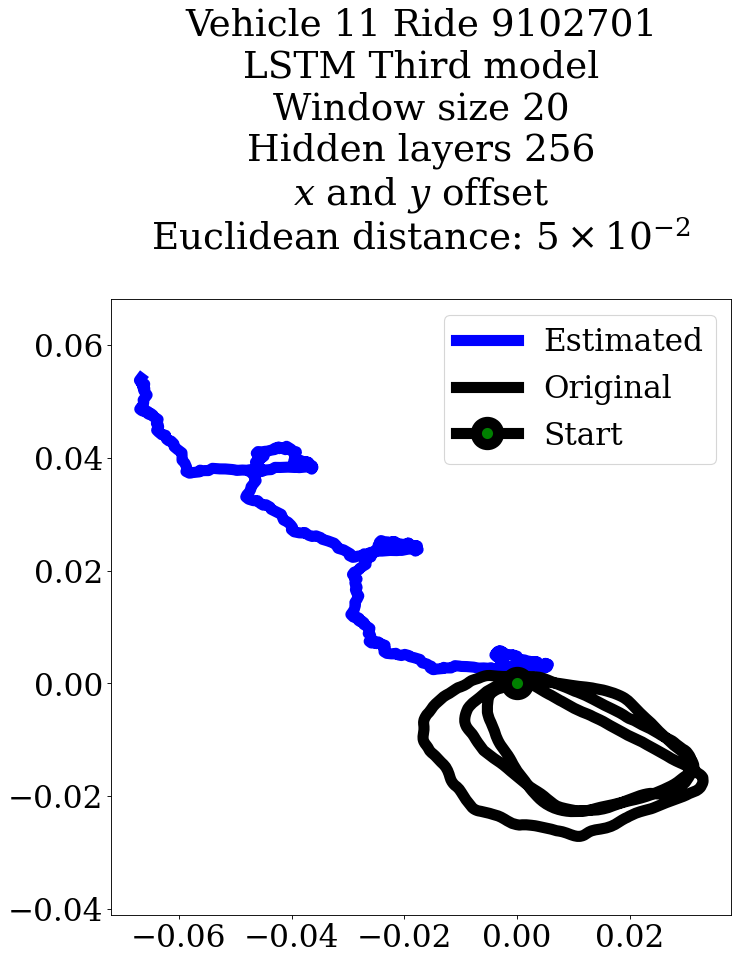 Vehicle 11 Ride 9102701
LSTM Third model
Window size 20
Hidden layers 256
x and y offset
Euclidean distance: 5 × 10⁻²
Estimated
Original
Start
0.06
0.04
0.02
0.00
−0.02
−0.04
−0.06 −0.04 −0.02 0.00 0.02